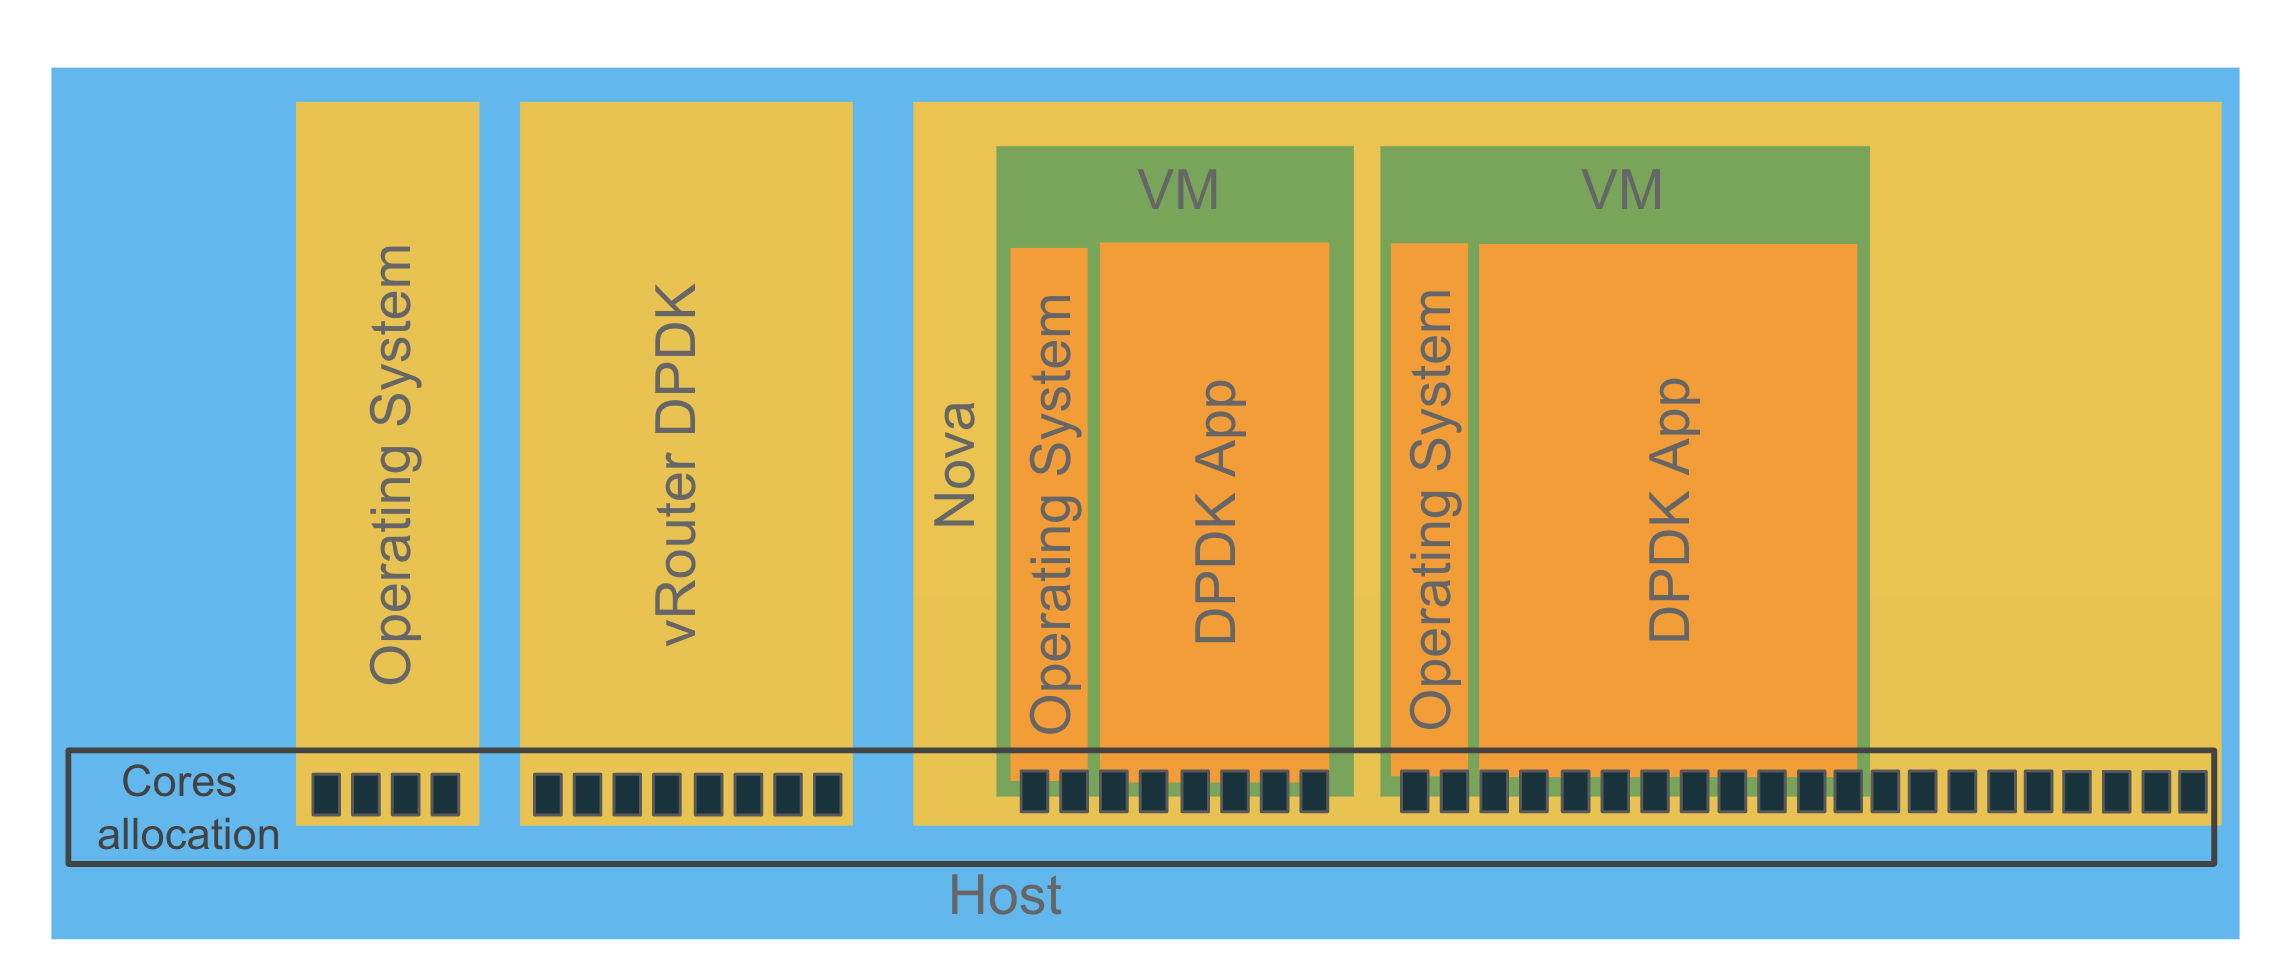 Operating System
vRouter DPDK
Nova
VM
Operating System
DPDK App
VM
Operating System
DPDK App
Cores
allocation
Host